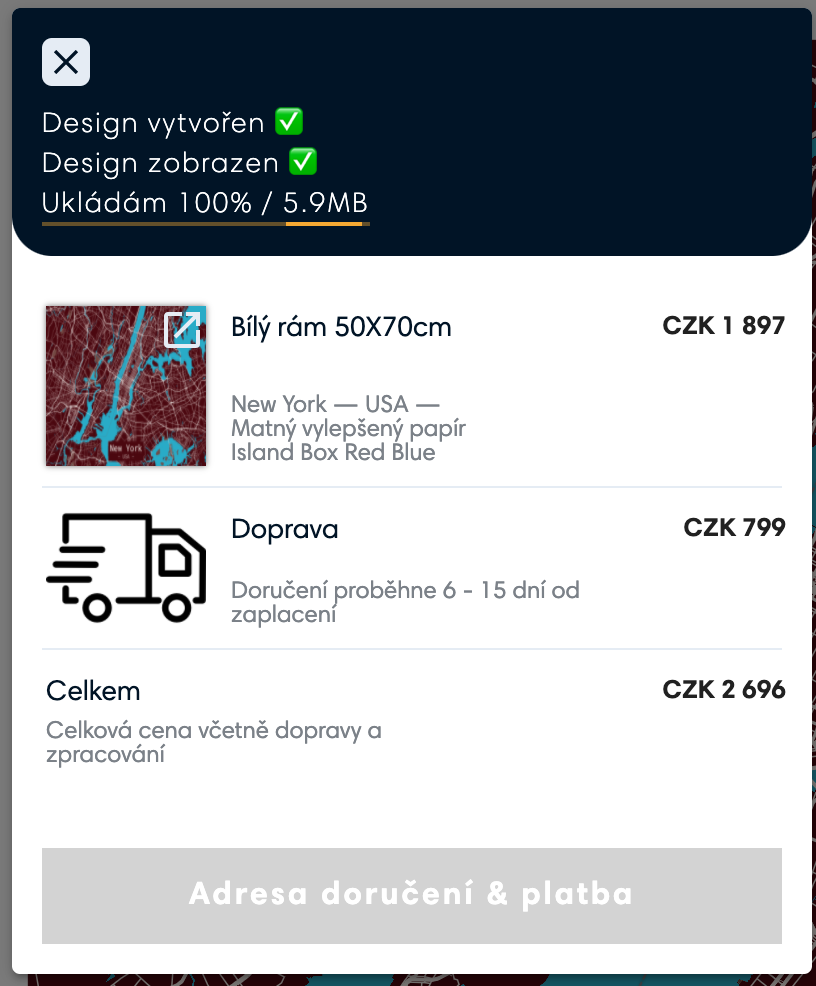 Design vytvořen ✅
Design zobrazen ✅
Ukládám 100% / 5.9MB
New York
Bílý rám 50X70cm
CZK 1 897
New York — USA —
Matný vylepšený papír
Island Box Red Blue
Doprava
CZK 799
Doručení proběhne 6 - 15 dní od
zaplacení
Celkem
CZK 2 696
Celková cena včetně dopravy a
zpracování
Adresa doručení & platba